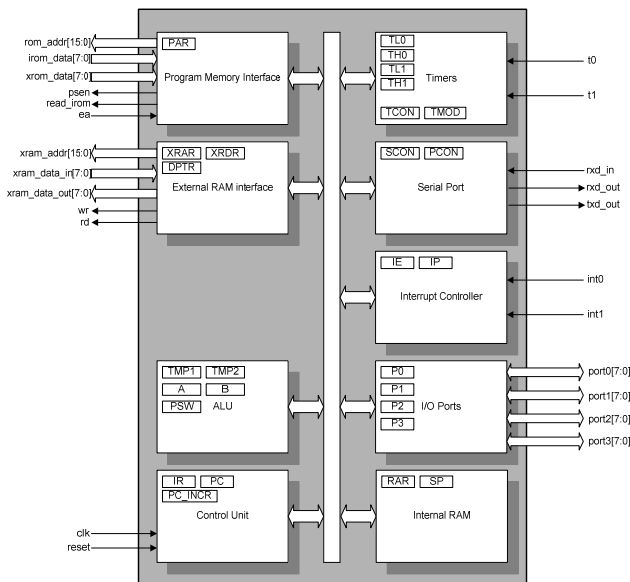 rom_addr[15:0]
irom_data[7:0]
xrom_data[7:0]
psen
read_irom
ea
PAR
Program Memory Interface
TL0
TH0
TL1
TH1
Timers
TCON TMOD
t0
t1
xram_addr[15:0]
xram_data_in[7:0]
xram_data_out[7:0]
wr
rd
XRAR XRDR
DPTR
External RAM interface
SCON PCON
Serial Port
rxd_in
rxd_out
txd_out
IE IP
Interrupt Controller
int0
int1
TMP1 TMP2
A B
PSW ALU
P0
P1
P2
P3
I/O Ports
port0[7:0]
port1[7:0]
port2[7:0]
port3[7:0]
IR PC
PC_INCR
Control Unit
clk
reset
RAR SP
Internal RAM